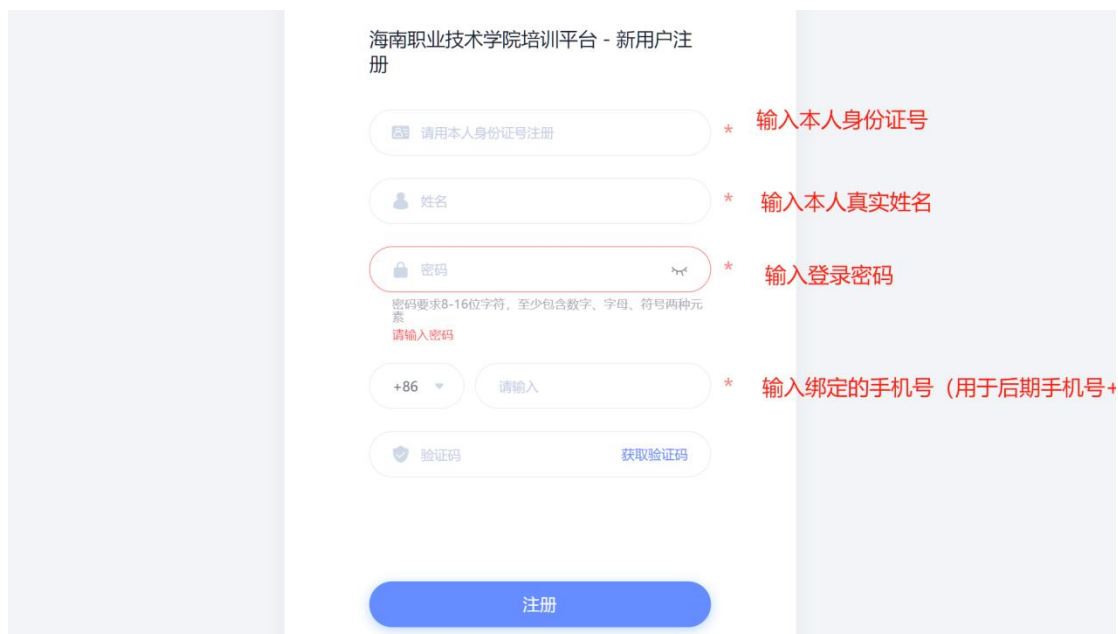 海南职业技术学院培训平台 - 新用户注
册
请用本人身份证号注册
*
输入本人身份证号
姓名
*
输入本人真实姓名
密码
*
输入登录密码
密码要求8-16位字符，至少包含数字、字母、符号两种元
素
请输入密码
+86
请输入
*
输入绑定的手机号（用于后期手机号+
验证码
获取验证码
注册